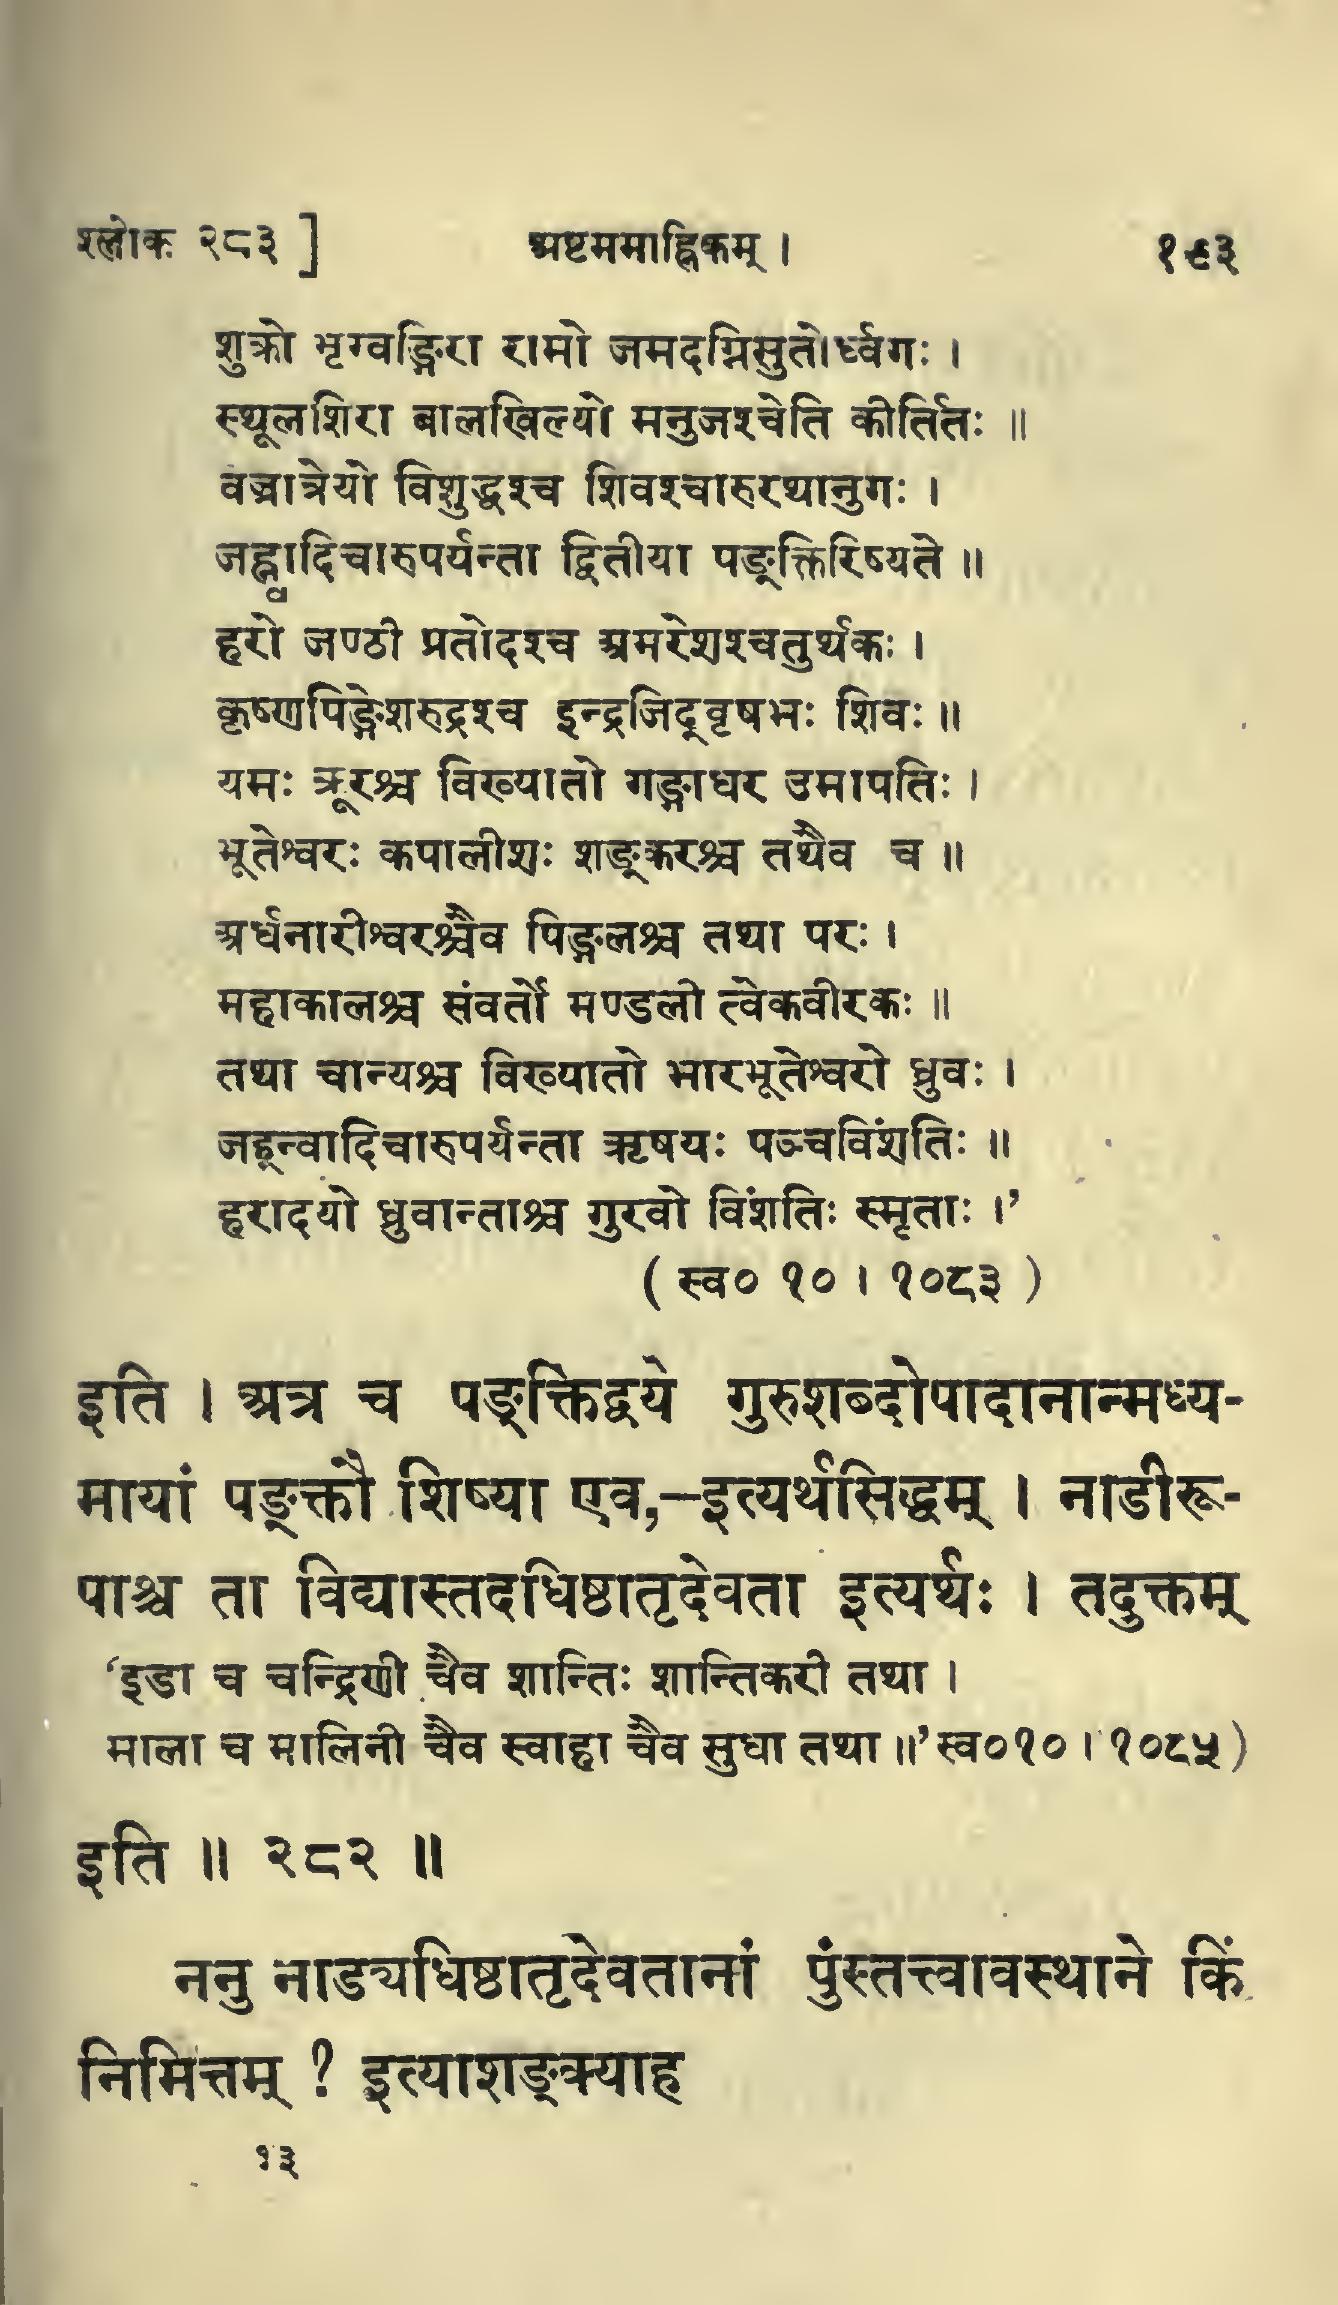 श्लोकः २८३ ]
अष्टममाह्निकम् ।
१९३
शुक्रो भृग्वङ्गिरा रामो जमदग्निसुतोर्ध्वगः ।
स्थूलशिरा बालखिल्यो मनुजश्चेति कीर्तितः ॥
वज्रात्रेयो विशुद्धश्च शिवश्चारुरथानुगः ।
जह्न्वादिचारुपर्यन्ता द्वितीया पङ्क्तिरिष्यते ॥
हरो जण्ठी प्रतोदश्च अमरेशश्चतुर्थकः ।
कृष्णपिङ्गेशरुद्रश्च इन्द्रजिद्वृषभः शिवः ॥
यमः क्रूरश्च विख्यातो गङ्गाधर उमापतिः ।
भूतेश्वरः कपालीशः शङ्करश्च तथैव च ॥
अर्धनारीश्वरश्चैव पिङ्गलश्च तथा परः ।
महाकालश्च संवर्तो मण्डली त्वेकवीरकः ॥
तथा चान्यश्च विख्यातो भारभूतेश्वरो ध्रुवः ।
जह्न्वादिचारुपर्यन्ता ऋषयः पञ्चविंशतिः ॥
हरादयो ध्रुवान्ताश्च गुरवो विंशतिः स्मृताः ।’
( स्व० १० । १०८३ )
इति । अत्र च पङ्क्तिद्वये गुरुशब्दोपादानान्मध्य-
मायां पङ्क्तौ शिष्या एव,—इत्यर्थसिद्धम् । नाडीरू-
पाश्च ता विद्यास्तदधिष्ठातृदेवता इत्यर्थः । तदुक्तम्
‘इडा च चन्द्रिणी चैव शान्तिः शान्तिकरी तथा ।
माला च मालिनी चैव स्वाहा चैव सुधा तथा ॥’ स्व०१० । १०८५ )
इति ॥ २८२ ॥
ननु नाड्यधिष्ठातृदेवतानां पुंस्तत्त्वावस्थाने किं
निमित्तम् ? इत्याशङ्क्याह
१३